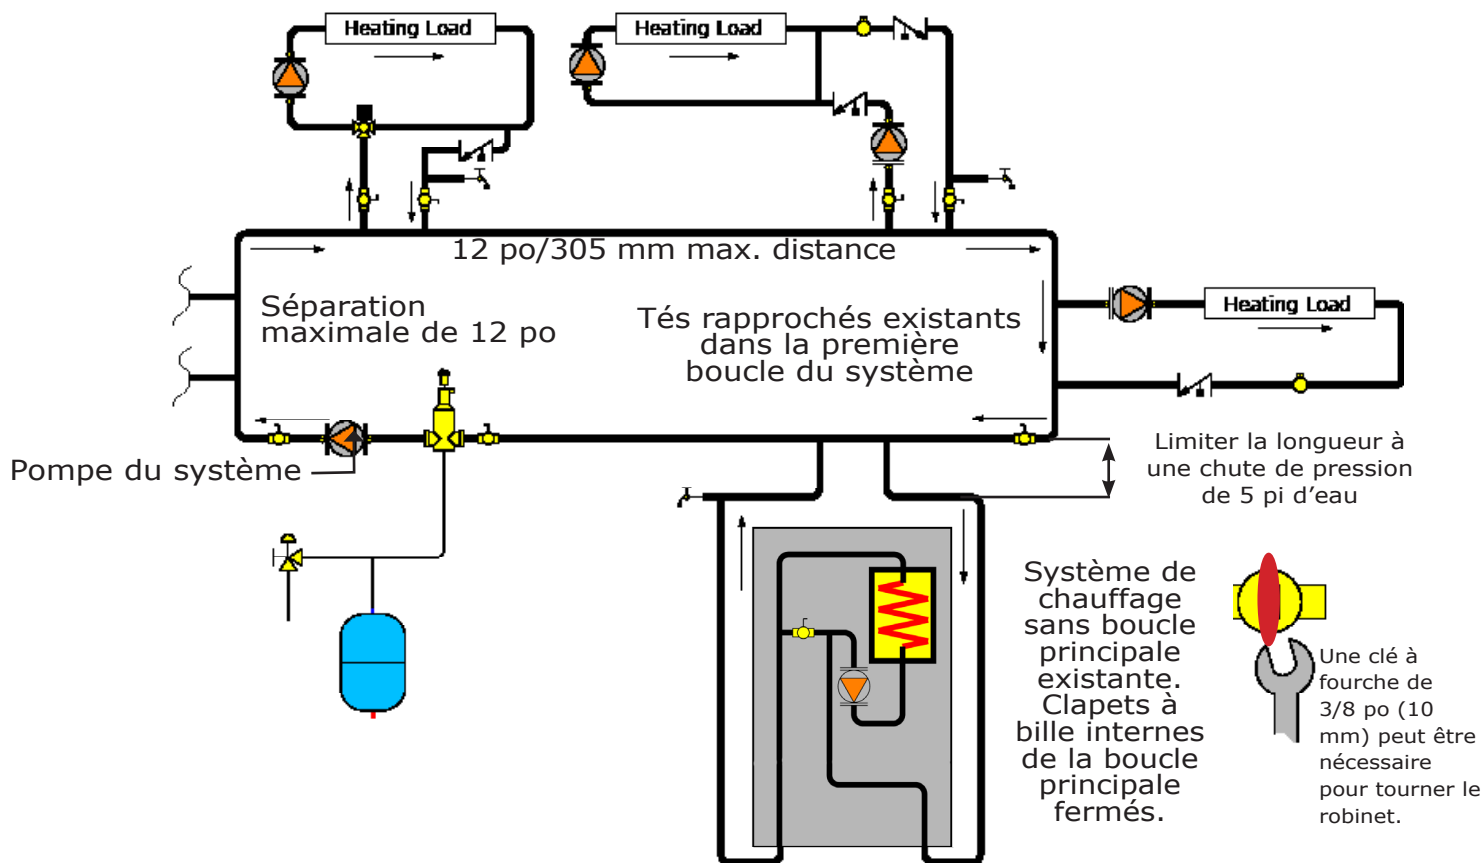 Heating Load
Heating Load
12 po/305 mm max. distance
Séparation
maximale de 12 po
Tés rapprochés existants
dans la première
boucle du système
Heating Load
Pompe du système
Limiter la longueur à
une chute de pression
de 5 pi d’eau
Système de
chauffage
sans boucle
principale
existante.
Clapets à
bille internes
de la boucle
principale
fermés.
Une clé à
fourche de
3/8 po (10
mm) peut être
nécessaire
pour tourner le
robinet.